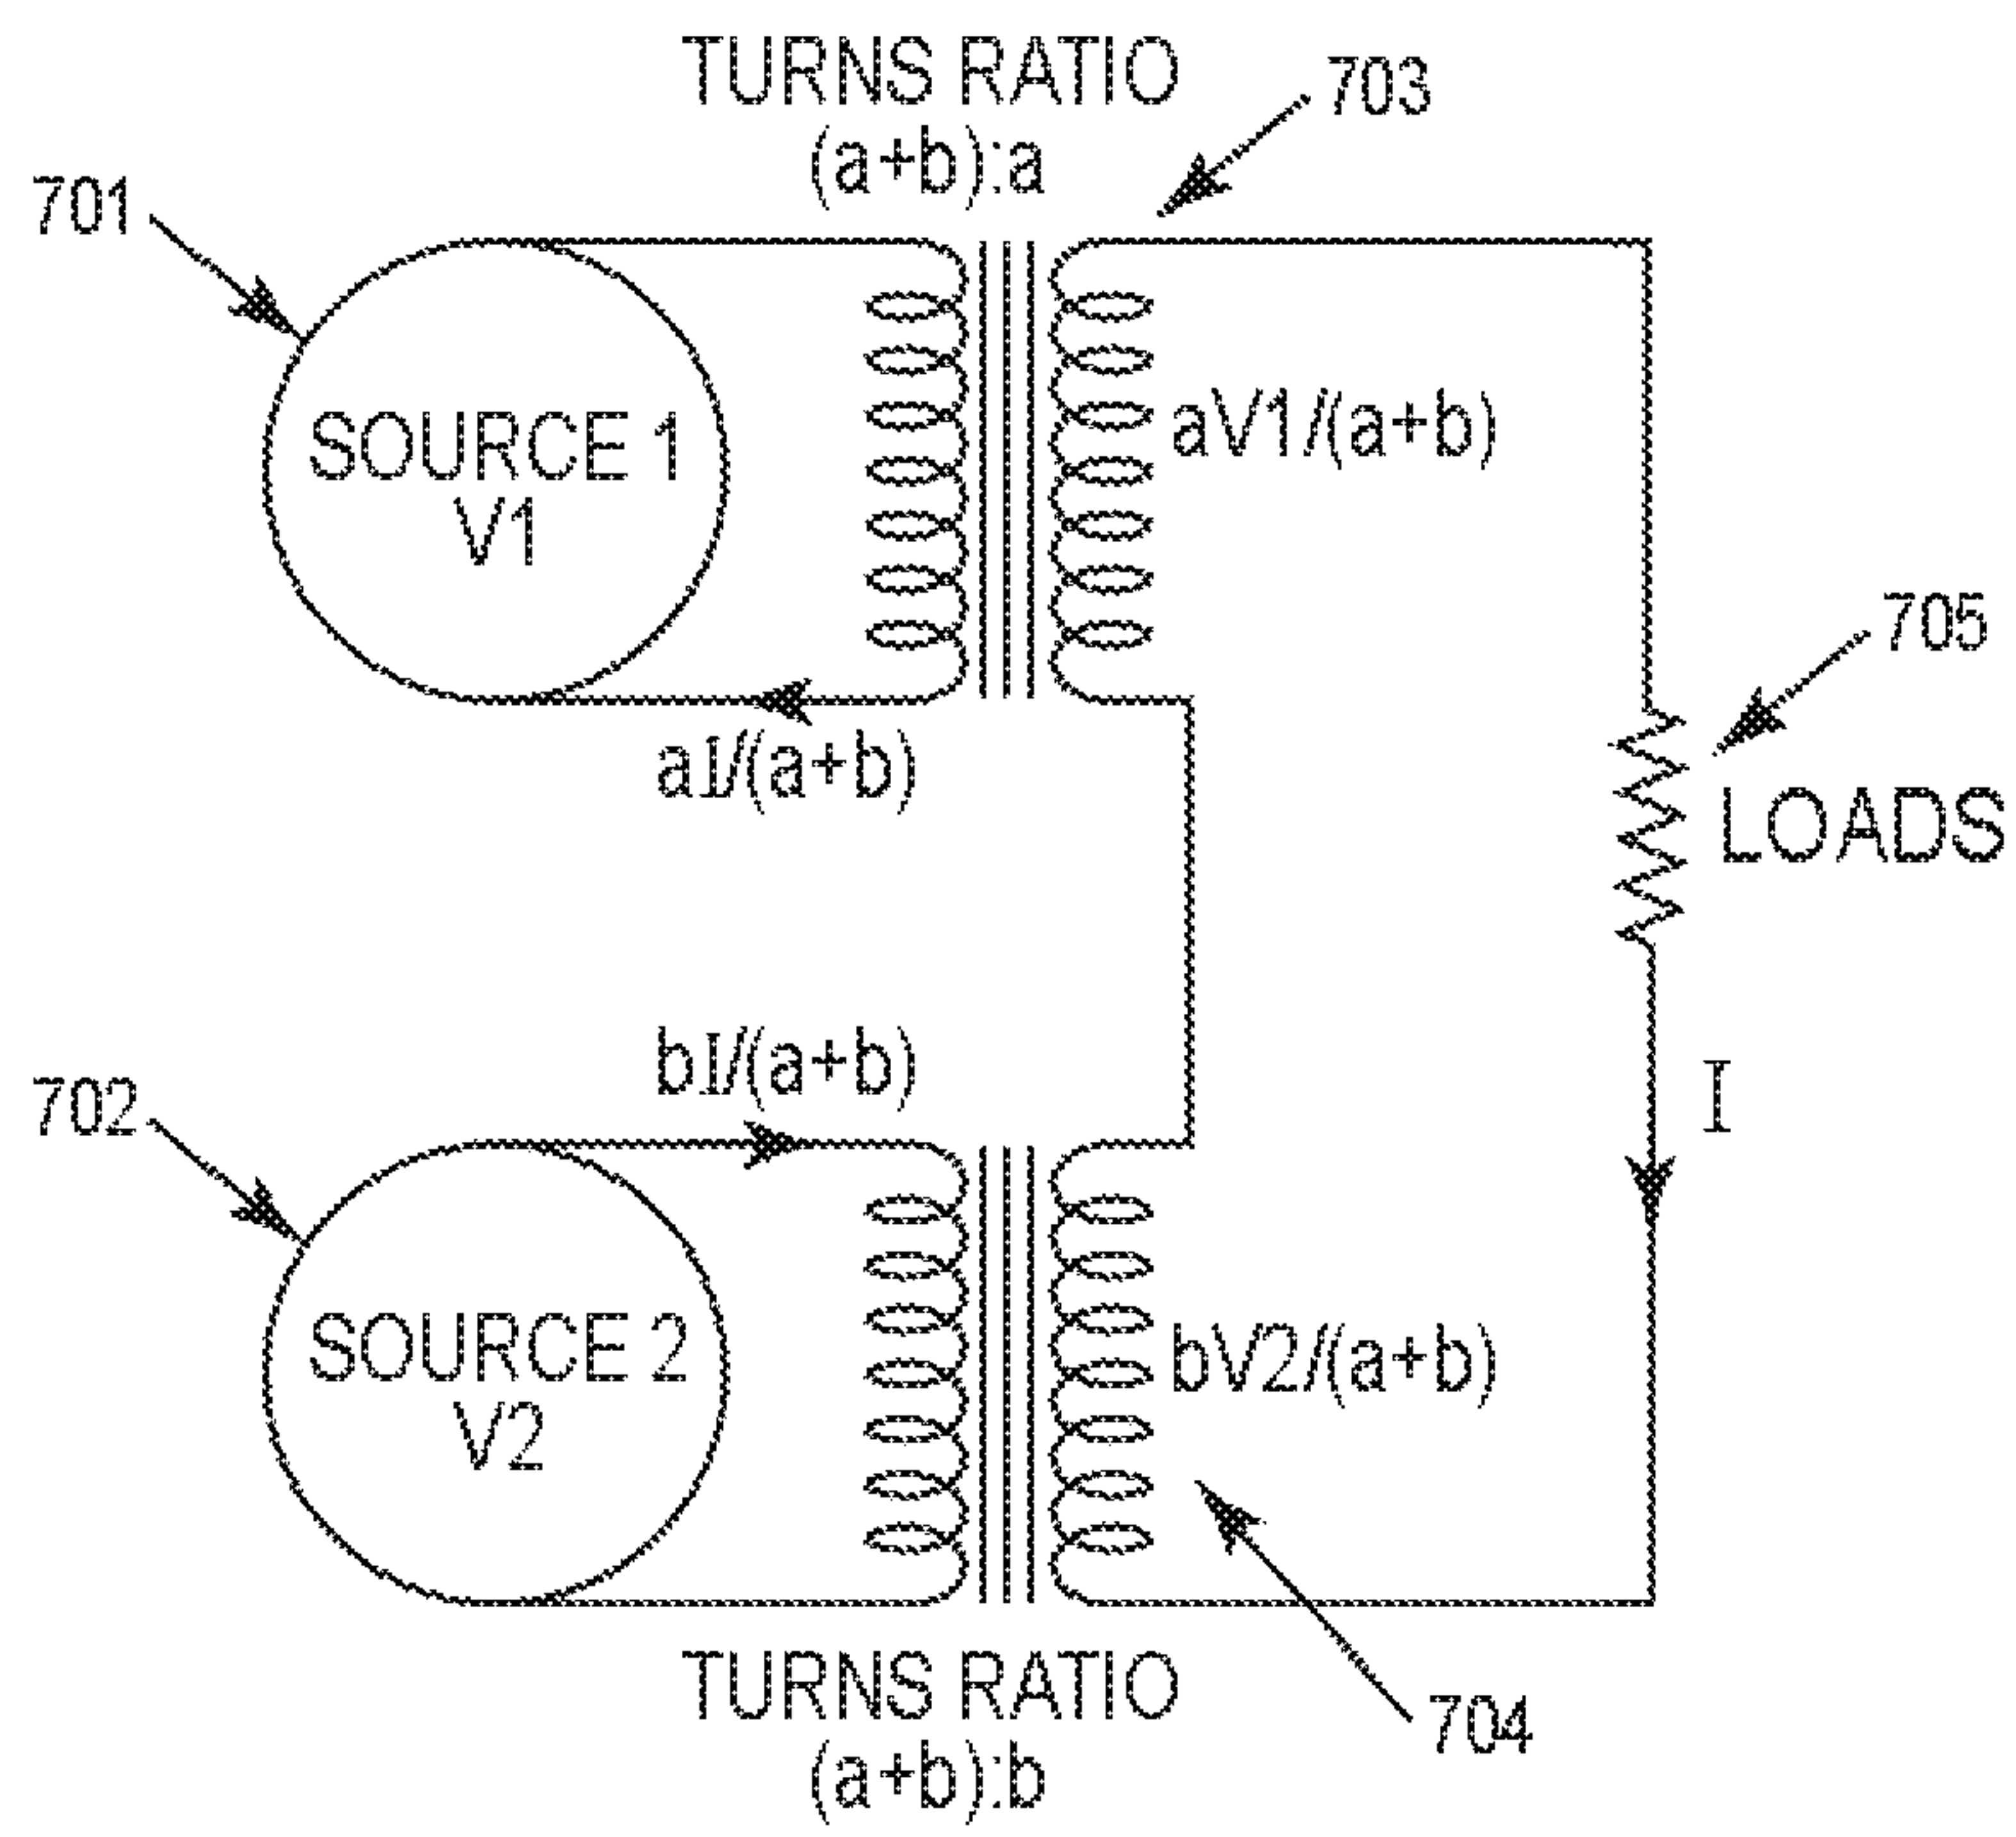 TURNS RATIO
(a+b):a
703
701
SOURCE 1
V1
aV1/(a+b)
705
aI/(a+b)
LOADS
bI/(a+b)
702
I
SOURCE 2
V2
bV2/(a+b)
TURNS RATIO
(a+b):b
704